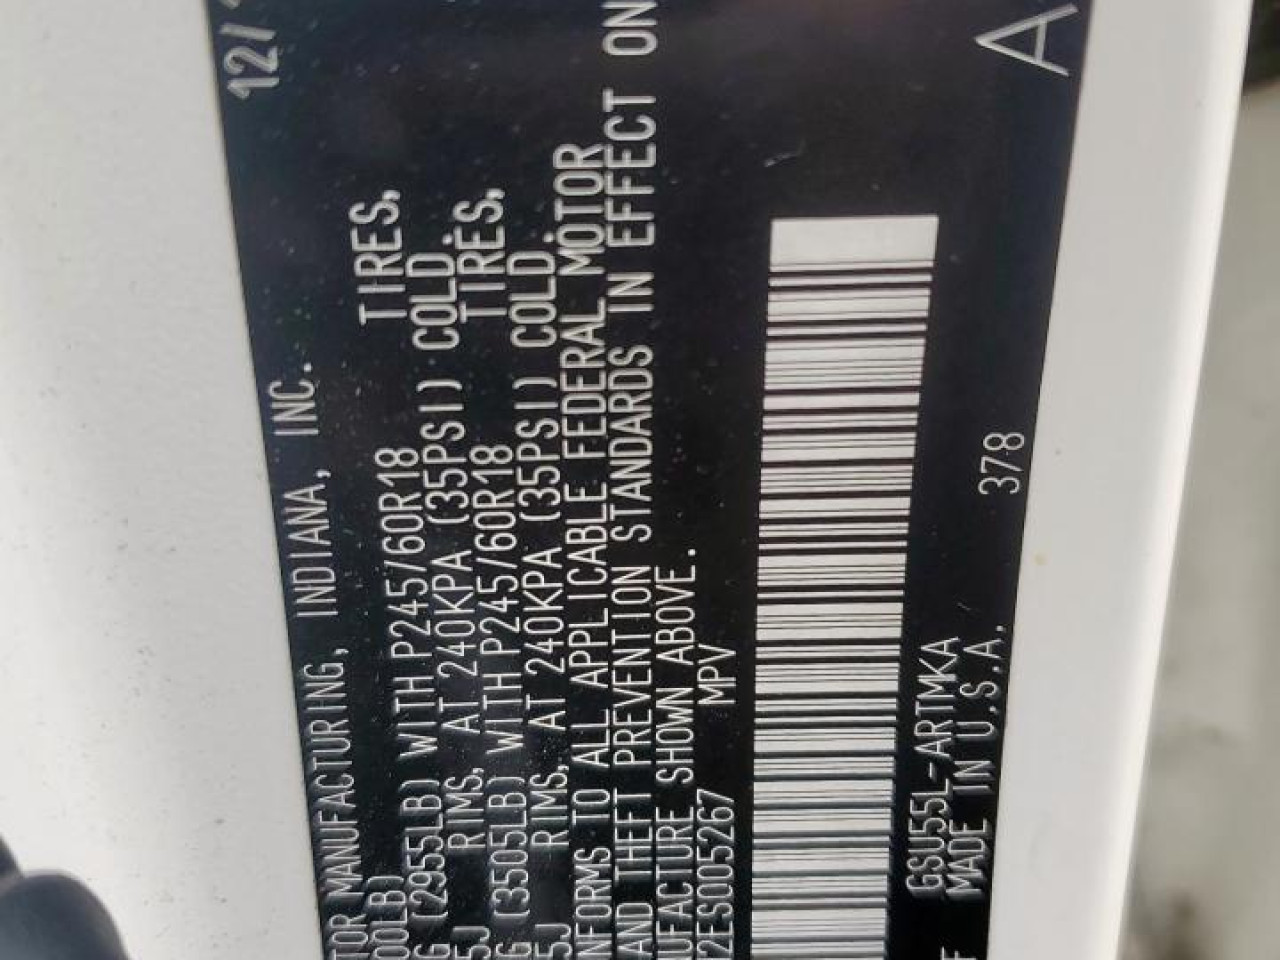 12/
TOR MANUFACTURING, INDIANA, INC.
000LB)
G (2955LB) WITH P245/60R18 TIRES,
5J RIMS, AT 240KPA (35PSI) COLD.
G (3505LB) WITH P245/60R18 TIRES,
5J RIMS, AT 240KPA (35PSI) COLD.
NFORMS TO ALL APPLICABLE FEDERAL MOTOR
AND THEFT PREVENTION STANDARDS IN EFFECT ON
NUFACTURE SHOWN ABOVE.
2ES005267 MPV
GSU55L-ARTMKA
F MADE IN U.S.A. 378
A